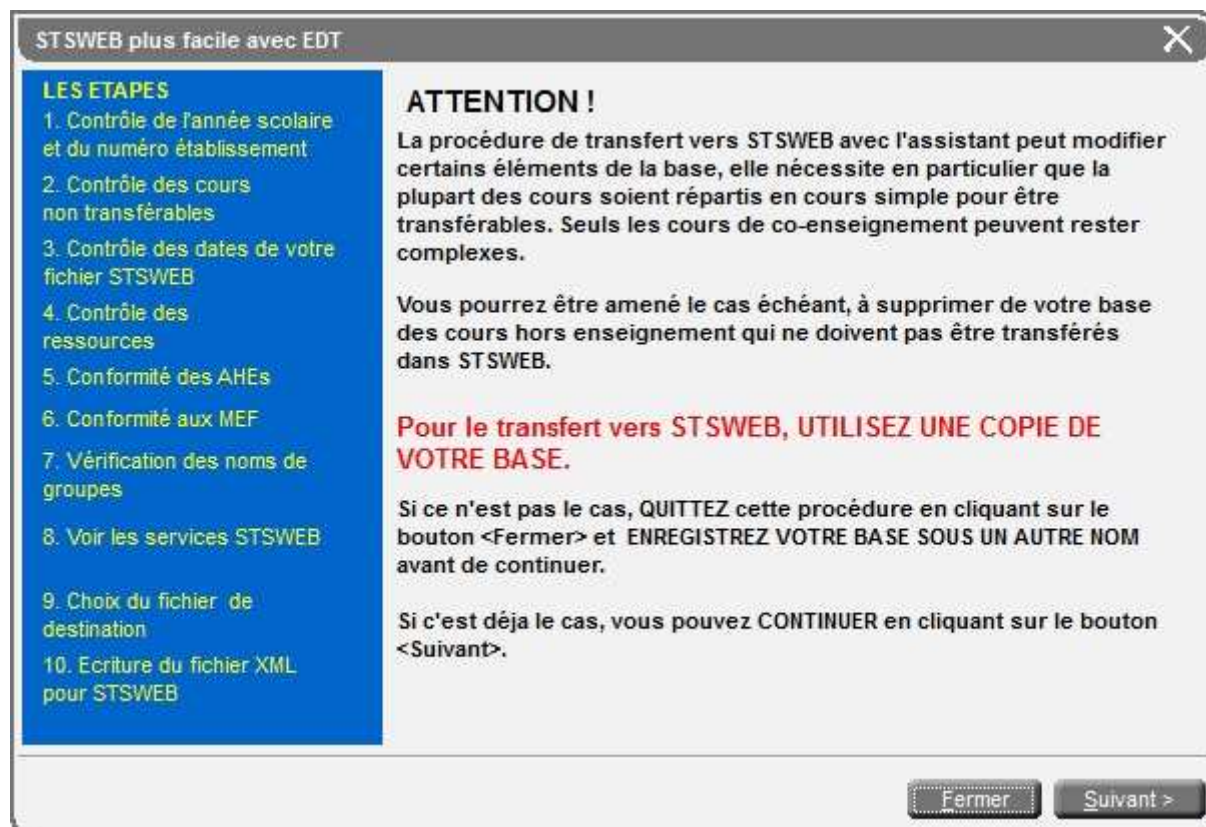 STSWEB plus facile avec EDT
LES ETAPES
1. Contrôle de l'année scolaire
et du numéro établissement
2. Contrôle des cours
non transférables
3. Contrôle des dates de votre
fichier STSWEB
4. Contrôle des
ressources
5. Conformité des AHEs
6. Conformité aux MEF
7. Vérification des noms de
groupes
8. Voir les services STSWEB
9. Choix du fichier de
destination
10. Ecriture du fichier XML
pour STSWEB
ATTENTION !
La procédure de transfert vers STSWEB avec l'assistant peut modifier
certains éléments de la base, elle nécessite en particulier que la
plupart des cours soient répartis en cours simple pour être
transférables. Seuls les cours de co-enseignement peuvent rester
complexes.
Vous pourrez être amené le cas échéant, à supprimer de votre base
des cours hors enseignement qui ne doivent pas être transférés
dans STSWEB.
Pour le transfert vers STSWEB, UTILISEZ UNE COPIE DE
VOTRE BASE.
Si ce n'est pas le cas, QUITTEZ cette procédure en cliquant sur le
bouton <Fermer> et ENREGISTREZ VOTRE BASE SOUS UN AUTRE NOM
avant de continuer.
Si c'est déja le cas, vous pouvez CONTINUER en cliquant sur le bouton
<Suivant>.
Fermer
Suivant >